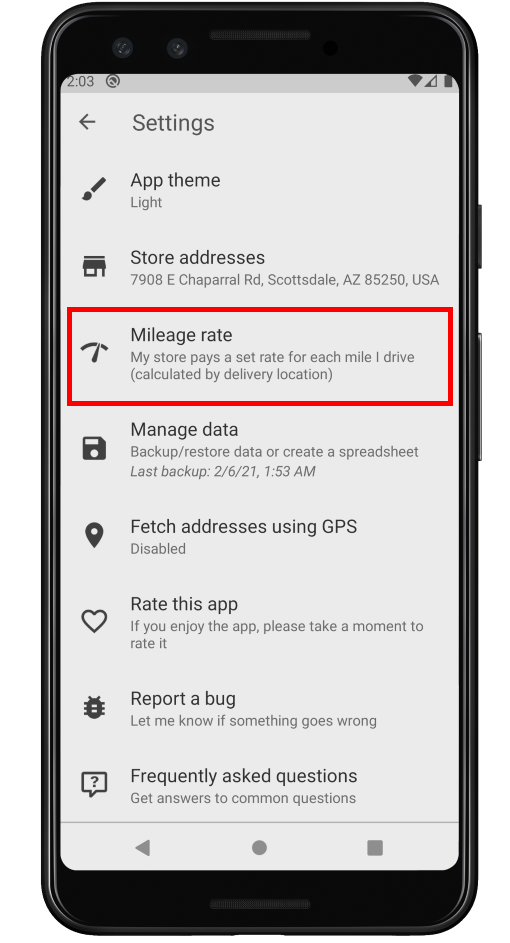 2:03
Settings
App theme
Light
Store addresses
7908 E Chaparral Rd, Scottsdale, AZ 85250, USA
Mileage rate
My store pays a set rate for each mile I drive
(calculated by delivery location)
Manage data
Backup/restore data or create a spreadsheet
Last backup: 2/6/21, 1:53 AM
Fetch addresses using GPS
Disabled
Rate this app
If you enjoy the app, please take a moment to
rate it
Report a bug
Let me know if something goes wrong
Frequently asked questions
Get answers to common questions